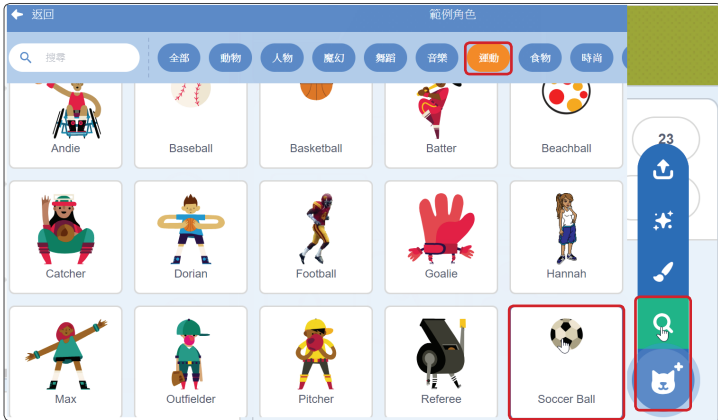 返回
範例角色
搜尋
全部
動物
人物
魔幻
舞蹈
音樂
運動
食物
時尚
23
Andie
Baseball
Basketball
Batter
Beachball
Catcher
Dorian
Football
Goalie
Hannah
Max
Outfielder
Pitcher
Referee
Soccer Ball